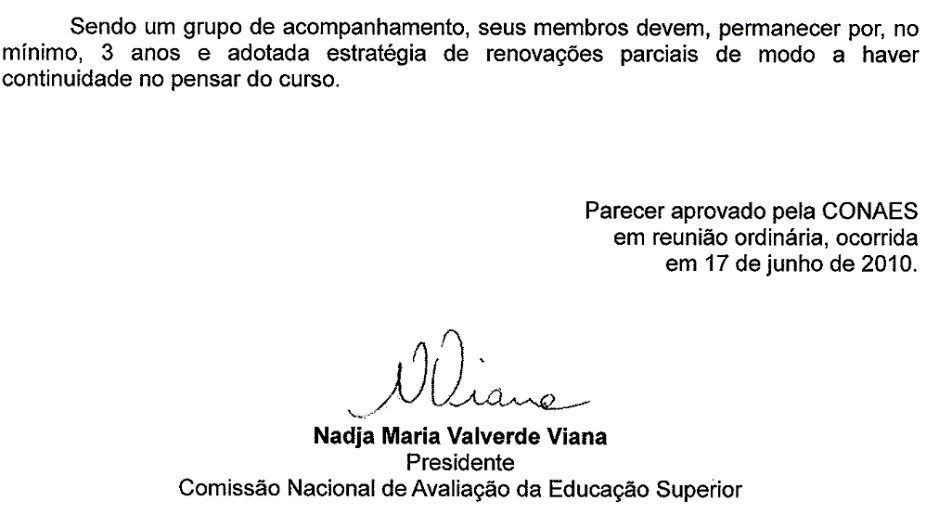 Sendo um grupo de acompanhamento, seus membros devem, permanecer por, no
mínimo, 3 anos e adotada estratégia de renovações parciais de modo a haver
continuidade no pensar do curso.
Parecer aprovado pela CONAES
em reunião ordinária, ocorrida
em 17 de junho de 2010.
NViana
Nadja Maria Valverde Viana
Presidente
Comissão Nacional de Avaliação da Educação Superior